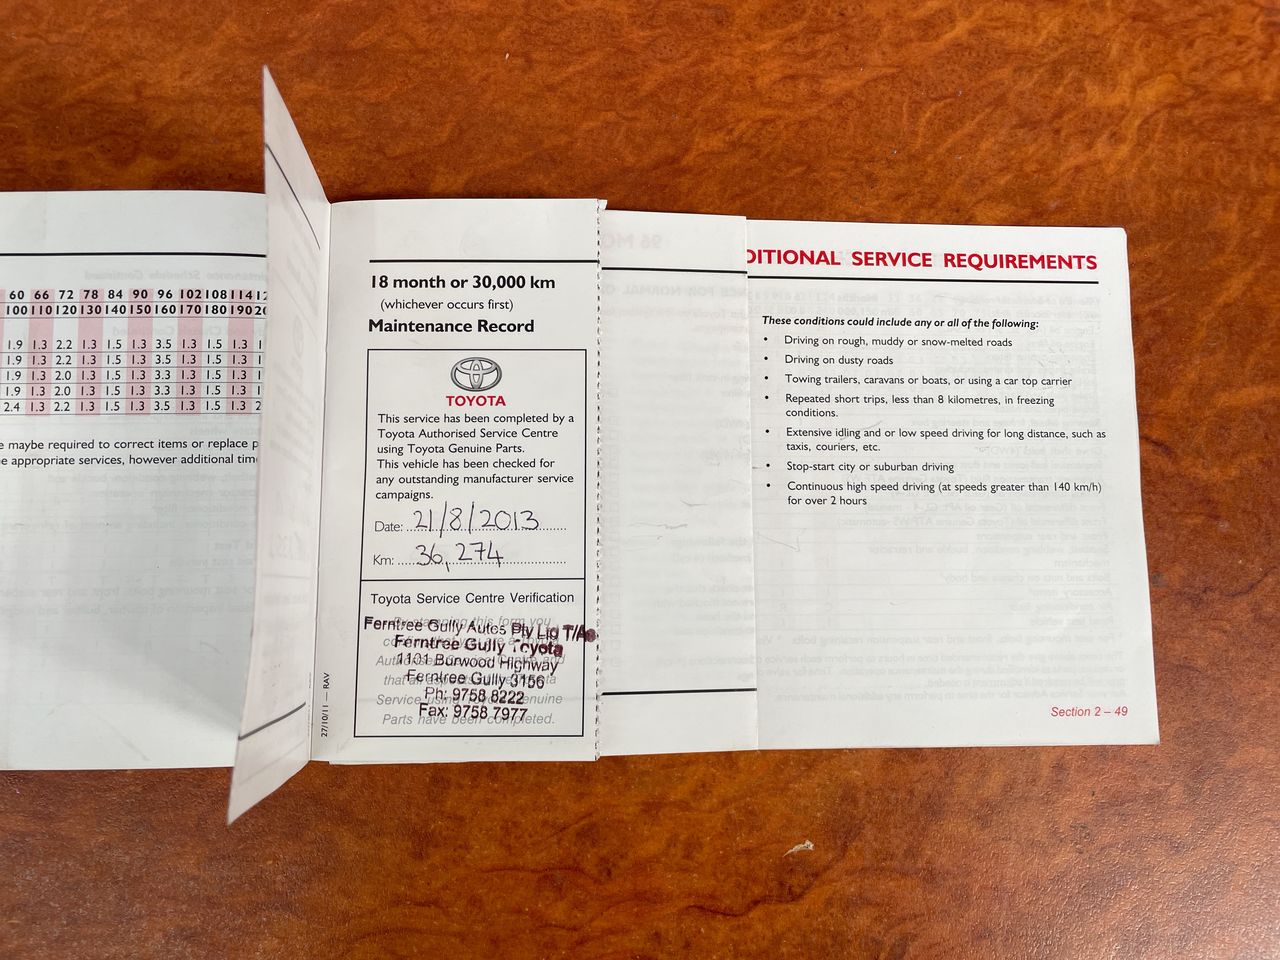 60 66 72 78 84 90 96 102 108 114
100 110 120 130 140 150 160 170 180 190
1.9 1.3 2.2 1.3 1.5 1.3 3.5 1.3 1.5 1.3
1.9 1.3 2.2 1.3 1.5 1.3 3.5 1.3 1.5 1.3
1.9 1.3 2.0 1.3 1.5 1.3 3.3 1.3 1.5 1.3
1.9 1.3 2.0 1.3 1.5 1.3 3.3 1.3 1.5 1.3
2.4 1.3 2.2 1.3 1.5 1.3 3.5 1.3 1.5 1.3
maybe required to correct items or replace
appropriate services, however additional
18 month or 30,000 km
(whichever occurs first)
Maintenance Record
TOYOTA
This service has been completed by a
Toyota Authorised Service Centre
using Toyota Genuine Parts.
This vehicle has been checked for
any outstanding manufacturer service
campaigns.
Date: 21/8/2013
Km: 36,274
Toyota Service Centre Verification
Ferntree Gully Autos Pty Ltd T/As
Ferntree Gully Toyota
1101 Burwood Highway
Ferntree Gully 3156
Ph: 9758 8222
Fax: 9758 7977
Parts have been completed.
27/10/11 — RAV
DITIONAL SERVICE REQUIREMENTS
These conditions could include any or all of the following:
• Driving on rough, muddy or snow-melted roads
• Driving on dusty roads
• Towing trailers, caravans or boats, or using a car top carrier
• Repeated short trips, less than 8 kilometres, in freezing
conditions.
• Extensive idling and or low speed driving for long distance, such as
taxis, couriers, etc.
• Stop-start city or suburban driving
• Continuous high speed driving (at speeds greater than 140 km/h)
for over 2 hours
Section 2 – 49